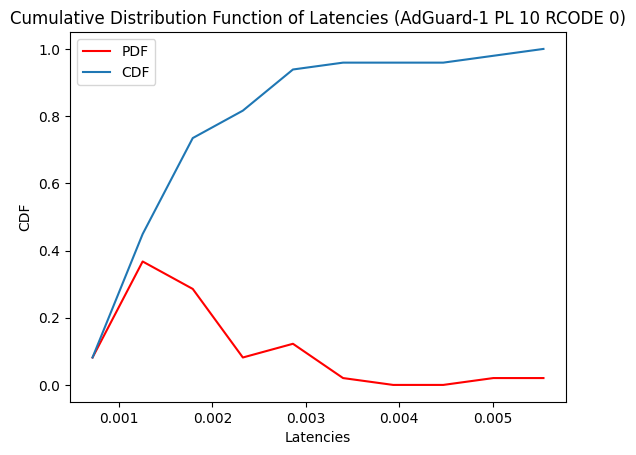 Cumulative Distribution Function of Latencies (AdGuard-1 PL 10 RCODE 0)
PDF
CDF
1.0
0.8
0.6
0.4
0.2
0.0
CDF
0.001
0.002
0.003
0.004
0.005
Latencies